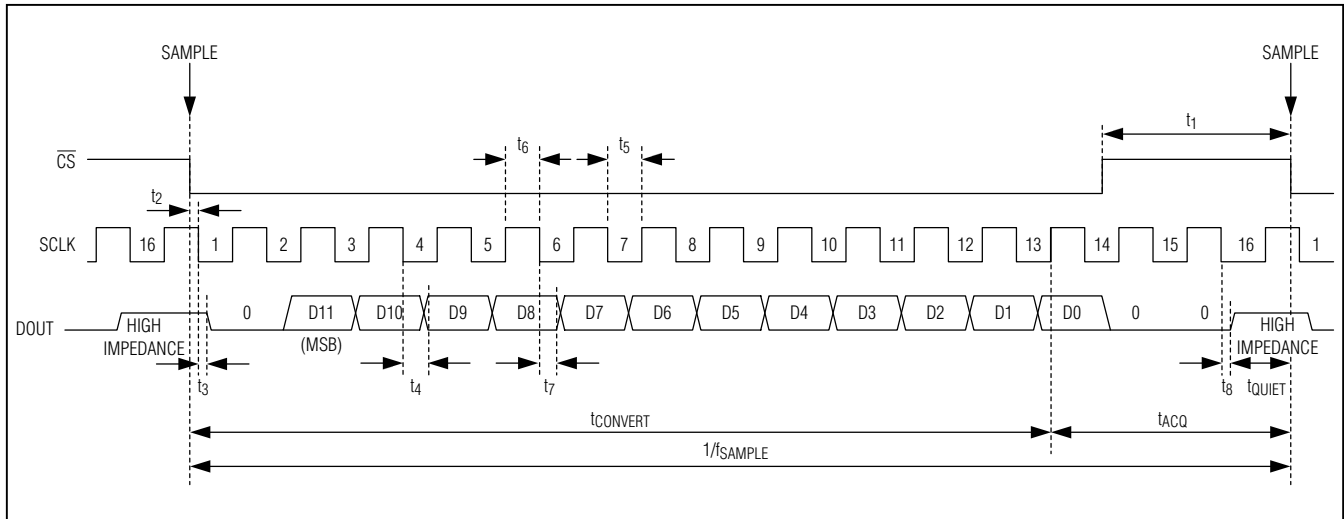 SAMPLE SAMPLE
t1
CS
t6 t5
t2
SCLK 16 1 2 3 4 5 6 7 8 9 10 11 12 13 14 15 16 1
DOUT HIGH IMPEDANCE 0 D11 D10 D9 D8 D7 D6 D5 D4 D3 D2 D1 D0 0 0 HIGH IMPEDANCE
(MSB)
t3 t4 t7 t8 tQUIET
tCONVERT tACQ
1/fSAMPLE